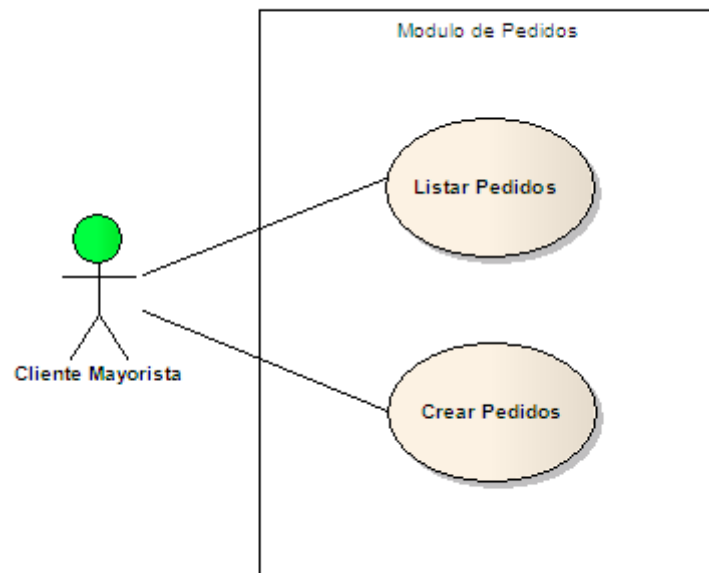 Modulo de Pedidos
Listar Pedidos
Cliente Mayorista
Crear Pedidos